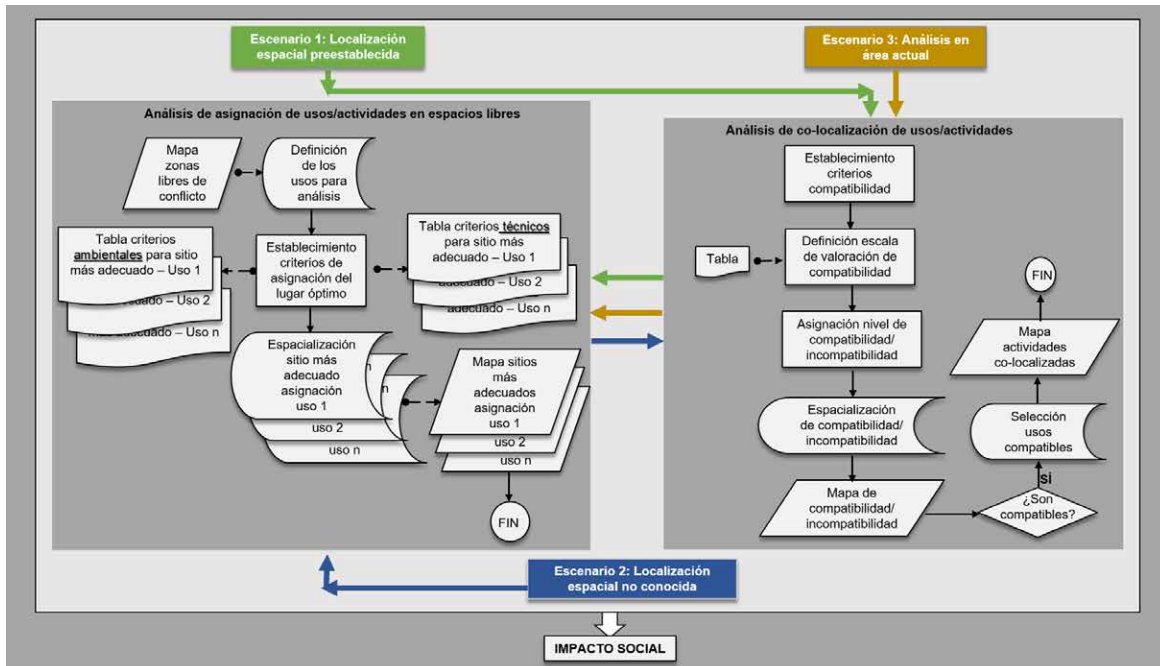 Escenario 1: Localización
espacial preestablecida
Escenario 3: Análisis en
área actual
Análisis de asignación de usos/actividades en espacios libres
Mapa
zonas
libres de
conflicto
Definición
de los
usos para
análisis
Tabla criterios
ambientales para sitio
más adecuado – Uso 1
adecuado – Uso 2
más adecuado – Uso n
Establecimiento
criterios de
asignación del
lugar óptimo
Tabla criterios técnicos
para sitio más
adecuado – Uso 1
adecuado – Uso 2
adecuado – Uso n
Espacialización
sitio más
adecuado
asignación
uso 1
n
n
uso 2
uso n
Mapa sitios
más
adecuados
asignación
uso 1
uso 2
uso n
FIN
Análisis de co-localización de usos/actividades
Establecimiento
criterios
compatibilidad
Tabla
Definición escala
de valoración de
compatibilidad
Asignación nivel de
compatibilidad/
incompatibilidad
Espacialización
de compatibilidad/
incompatibilidad
Mapa de
compatibilidad/
incompatibilidad
¿Son
compatibles?
SÍ
Selección
usos
compatibles
Mapa
actividades
co-localizadas
FIN
Escenario 2: Localización
espacial no conocida
IMPACTO SOCIAL